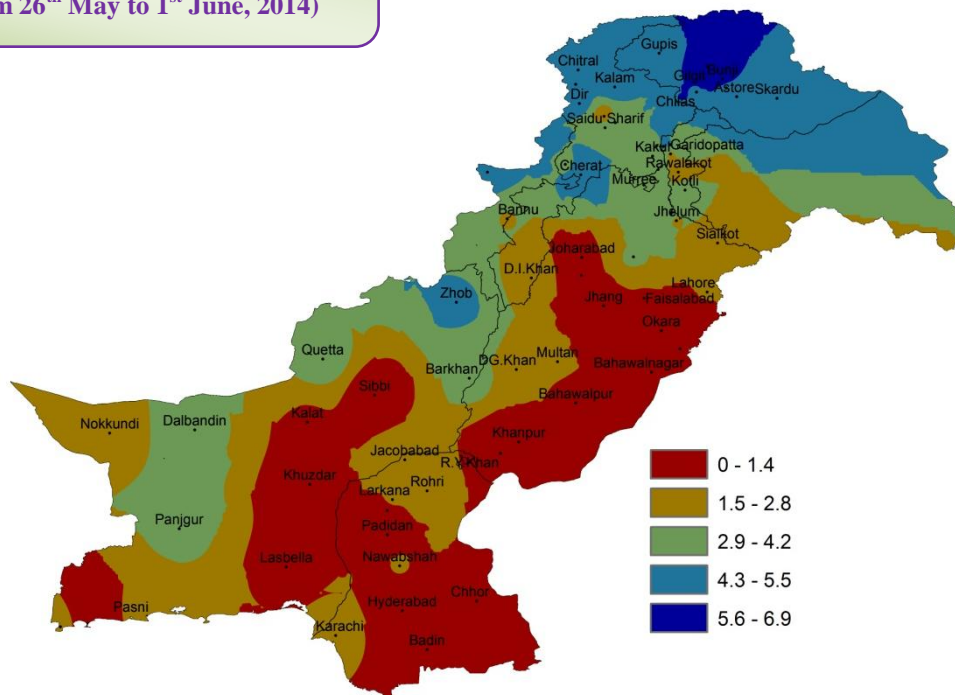 m 26th May to 1st June, 2014)
Gupis
Chitral
Kalam
Astore Skardu
Dir
Chilas
Saidu Sharif
Garidopatta
Kakul
Cherat
Rawalakot
Murree
Kotli
Bannu
Jhelum
Sialkot
Joharabad
D.I.Khan
Lahore
Zhob
Jhang
Faisalabad
Okara
Quetta
DG.Khan
Multan
Barkhan
Bahawalnagar
Sibbi
Bahawalpur
Kalat
Nokkundi
Dalbandin
Khanpur
Jacobabad
R.Y.Khan
Khuzdar
Rohri
Larkana
Panjgur
Padidan
Lasbella
Nawabshah
Chhor
Pasni
Hyderabad
Karachi
Badin
0 - 1.4
1.5 - 2.8
2.9 - 4.2
4.3 - 5.5
5.6 - 6.9